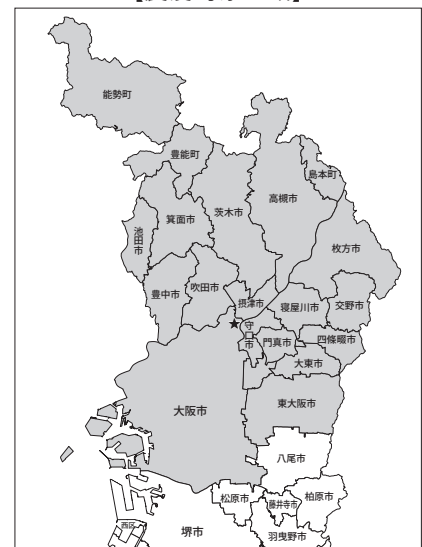 能勢町
豊能町
島本町
高槻市
茨木市
箕面市
池田市
枚方市
豊中市
吹田市
摂津市
寝屋川市
交野市
守口市
門真市
四條畷市
大東市
大阪市
東大阪市
八尾市
松原市
藤井寺市
柏原市
西区
堺市
羽曳野市